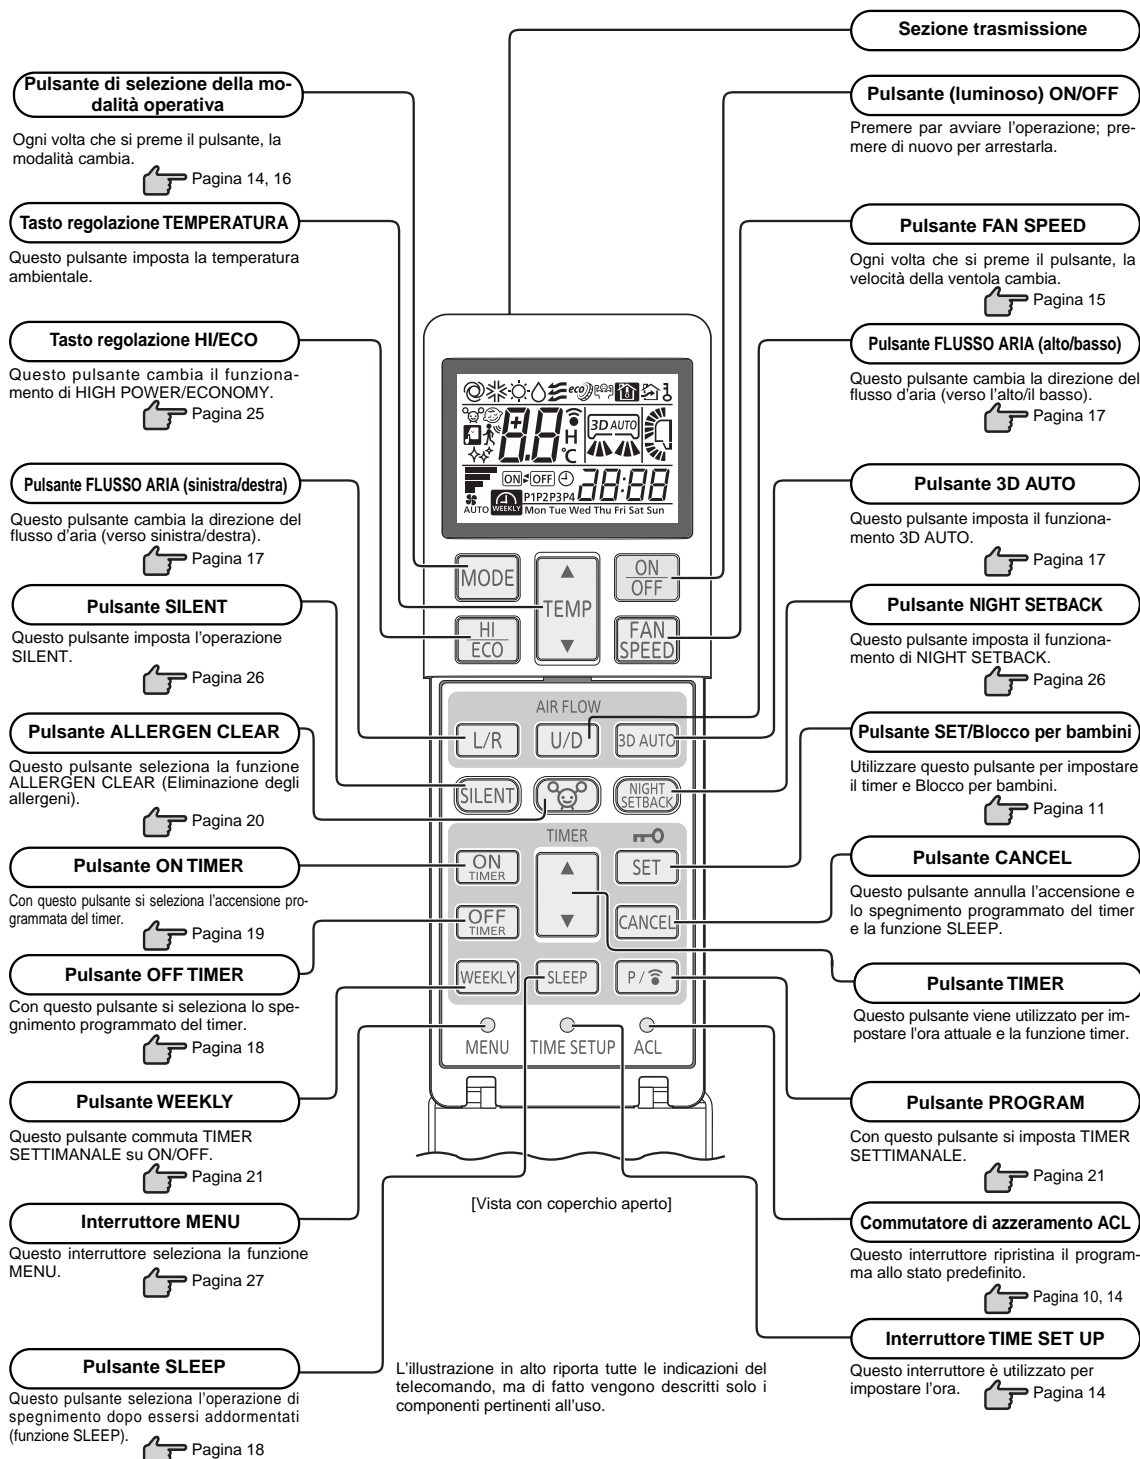 Sezione trasmissione
Pulsante di selezione della mo-
dalità operativa
Ogni volta che si preme il pulsante, la
modalità cambia.
Pagina 14, 16
Tasto regolazione TEMPERATURA
Questo pulsante imposta la temperatura
ambientale.
Tasto regolazione HI/ECO
Questo pulsante cambia il funziona-
mento di HIGH POWER/ECONOMY.
Pagina 25
Pulsante FLUSSO ARIA (sinistra/destra)
Questo pulsante cambia la direzione del
flusso d'aria (verso sinistra/destra).
Pagina 17
Pulsante SILENT
Questo pulsante imposta l'operazione
SILENT.
Pagina 26
Pulsante ALLERGEN CLEAR
Questo pulsante seleziona la funzione
ALLERGEN CLEAR (Eliminazione degli
allergeni).
Pagina 20
Pulsante ON TIMER
Con questo pulsante si seleziona l'accensione pro-
grammata del timer.
Pagina 19
Pulsante OFF TIMER
Con questo pulsante si seleziona lo spe-
gnimento programmato del timer.
Pagina 18
Pulsante WEEKLY
Questo pulsante commuta TIMER
SETTIMANALE su ON/OFF.
Pagina 21
Interruttore MENU
Questo interruttore seleziona la funzione
MENU.
Pagina 27
Pulsante SLEEP
Questo pulsante seleziona l'operazione di
spegnimento dopo essersi addormentati
(funzione SLEEP).
Pagina 18
eco
8.8 H °C
3D AUTO
ON OFF 28:88
P1P2P3P4
AUTO WEEKLY Mon Tue Wed Thu Fri Sat Sun
MODE
TEMP
ON
OFF
HI
ECO
FAN
SPEED
AIR FLOW
L/R U/D 3D AUTO
SILENT
NIGHT
SETBACK
TIMER
ON
TIMER
SET
OFF
TIMER
CANCEL
WEEKLY SLEEP P/
MENU TIME SETUP ACL
[Vista con coperchio aperto]
L'illustrazione in alto riporta tutte le indicazioni del
telecomando, ma di fatto vengono descritti solo i
componenti pertinenti all'uso.
Pulsante (luminoso) ON/OFF
Premere par avviare l'operazione; pre-
mere di nuovo per arrestarla.
Pulsante FAN SPEED
Ogni volta che si preme il pulsante, la
velocità della ventola cambia.
Pagina 15
Pulsante FLUSSO ARIA (alto/basso)
Questo pulsante cambia la direzione del
flusso d'aria (verso l'alto/il basso).
Pagina 17
Pulsante 3D AUTO
Questo pulsante imposta il funziona-
mento 3D AUTO.
Pagina 17
Pulsante NIGHT SETBACK
Questo pulsante imposta il funziona-
mento di NIGHT SETBACK.
Pagina 26
Pulsante SET/Blocco per bambini
Utilizzare questo pulsante per impostare
il timer e Blocco per bambini.
Pagina 11
Pulsante CANCEL
Questo pulsante annulla l'accensione e
lo spegnimento programmato del timer
e la funzione SLEEP.
Pulsante TIMER
Questo pulsante viene utilizzato per im-
postare l'ora attuale e la funzione timer.
Pulsante PROGRAM
Con questo pulsante si imposta TIMER
SETTIMANALE.
Pagina 21
Commutatore di azzeramento ACL
Questo interruttore ripristina il program-
ma allo stato predefinito.
Pagina 10, 14
Interruttore TIME SET UP
Questo interruttore è utilizzato per
impostare l'ora.
Pagina 14